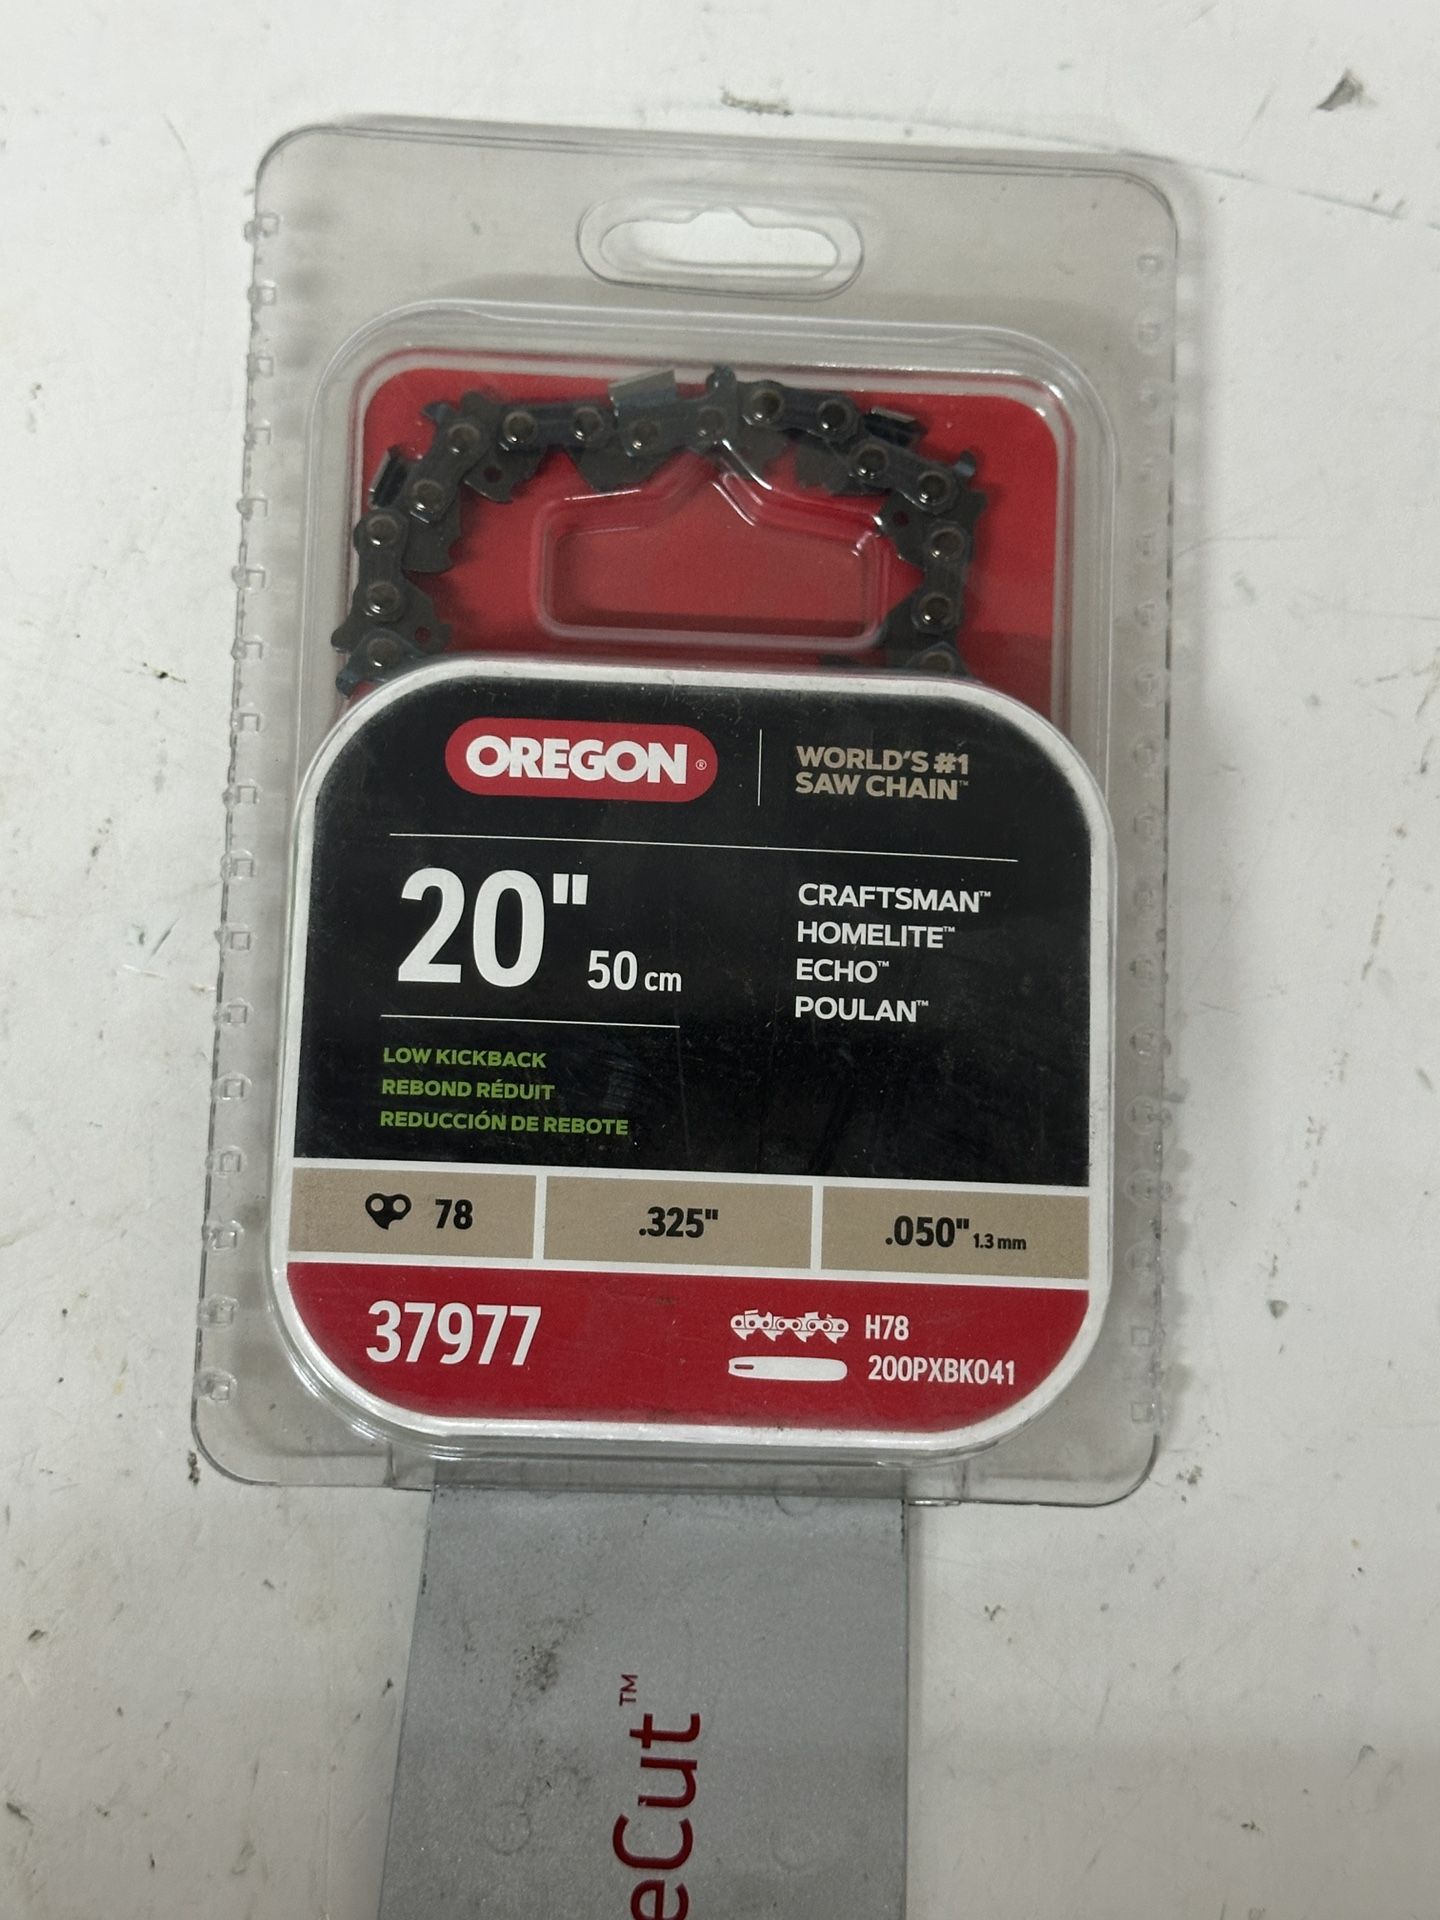 OREGON®
WORLD'S #1
SAW CHAIN™
20" 50 cm
CRAFTSMAN™
HOMELITE™
ECHO™
POULAN™
LOW KICKBACK
REBOND RÉDUIT
REDUCCIÓN DE REBOTE
78
.325"
.050" 1.3 mm
37977
H78
200PXBK041
eCut™